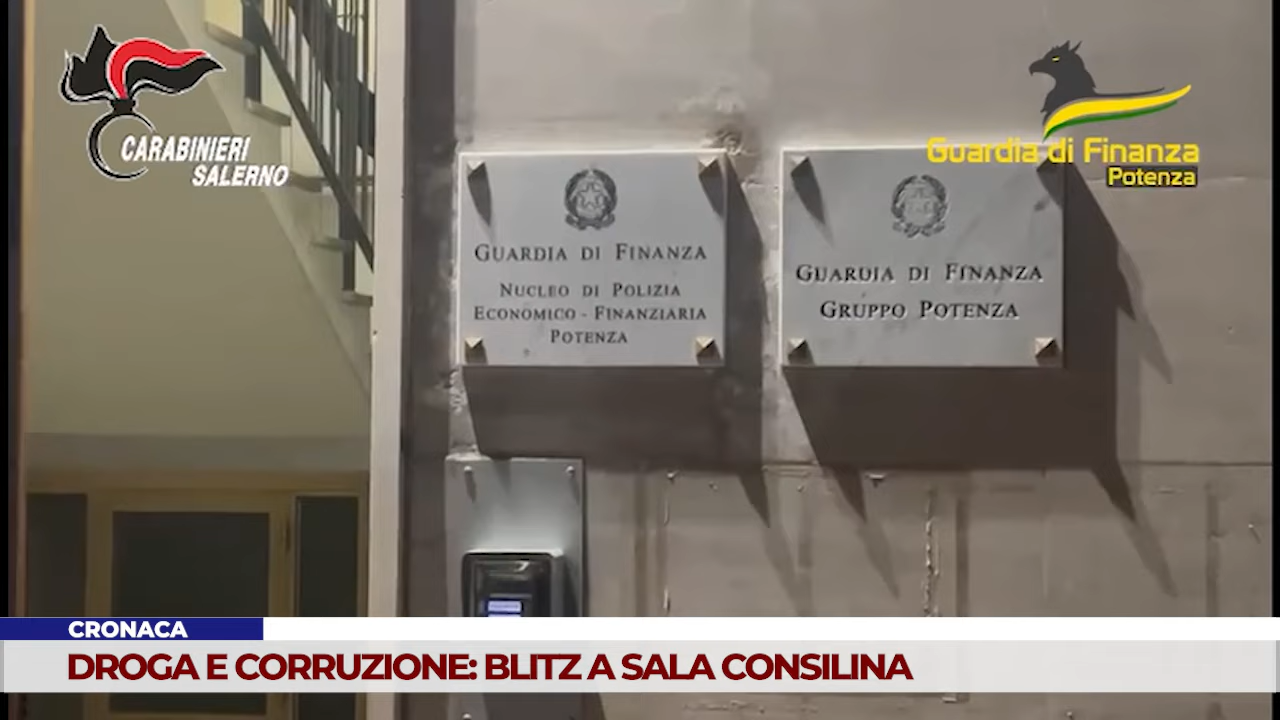 CARABINIERI
SALERNO
Guardia di Finanza
Potenza
GUARDIA DI FINANZA
NUCLEO DI POLIZIA
ECONOMICO - FINANZIARIA
POTENZA
GUARDIA DI FINANZA
GRUPPO POTENZA
CRONACA
DROGA E CORRUZIONE: BLITZ A SALA CONSILINA